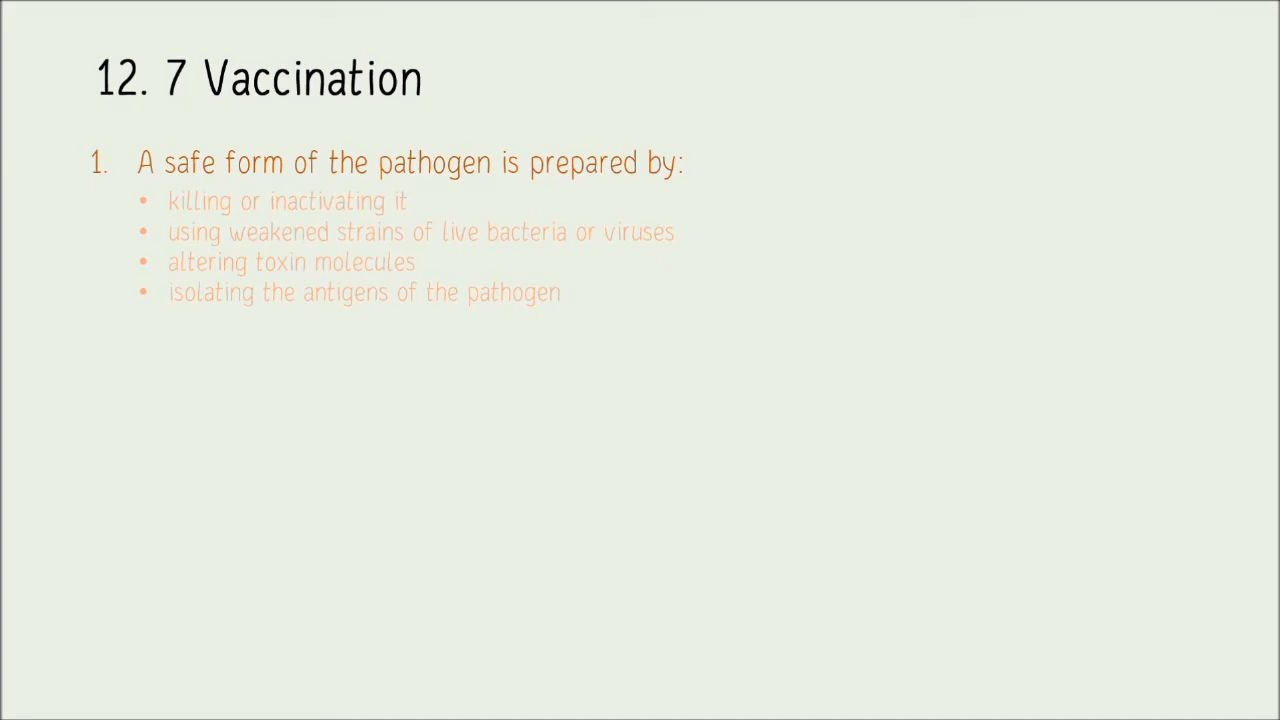 12. 7 Vaccination
1. A safe form of the pathogen is prepared by:
• killing or inactivating it
• using weakened strains of live bacteria or viruses
• altering toxin molecules
• isolating the antigens of the pathogen